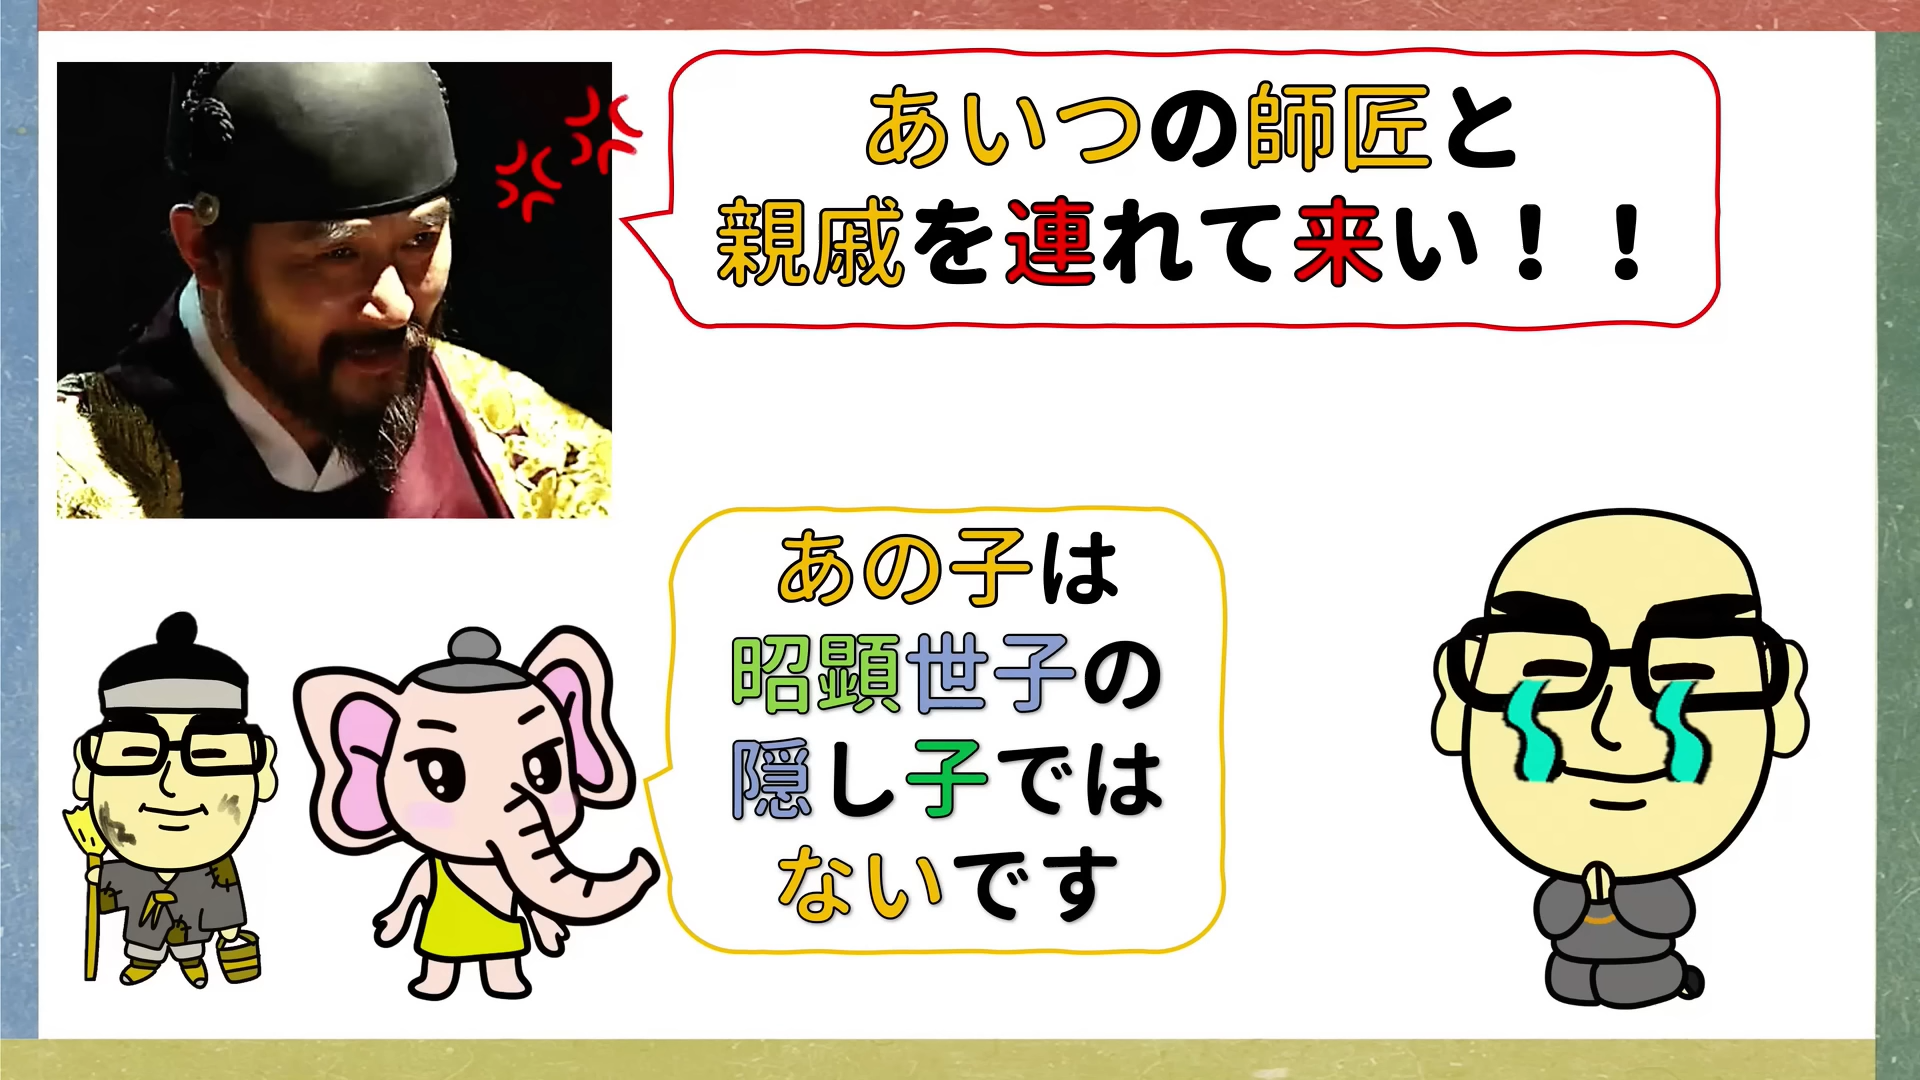 あいつの師匠と
親戚を連れて来い！！
あの子は
昭顕世子の
隠し子では
ないです